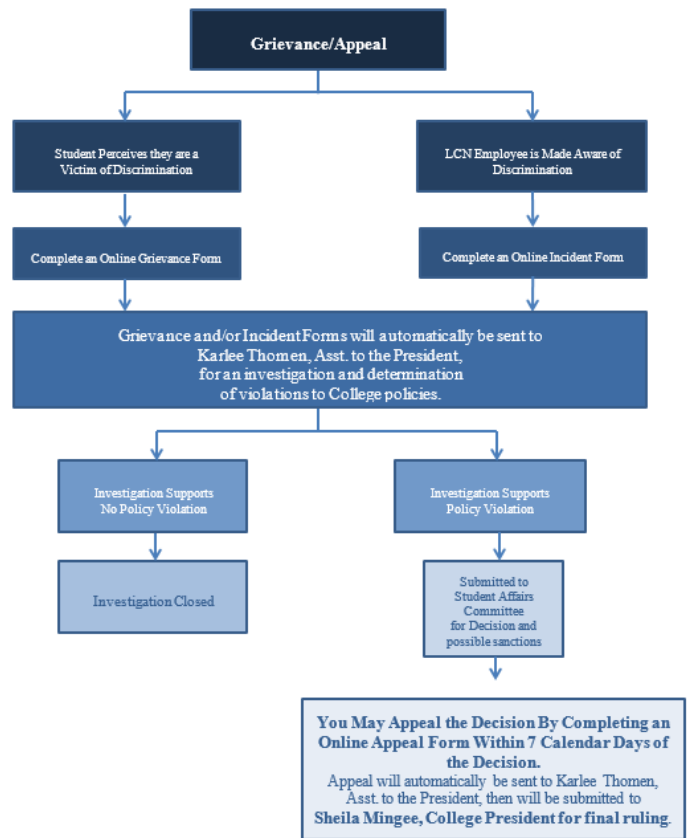 Grievance/Appeal
Student Perceives they are a
Victim of Discrimination
LCN Employee is Made Aware of
Discrimination
Complete an Online Grievance Form
Complete an Online Incident Form
Grievance and/or Incident Forms will automatically be sent to
Karlee Thomen, Asst. to the President,
for an investigation and determination
of violations to College policies.
Investigation Supports
No Policy Violation
Investigation Supports
Policy Violation
Investigation Closed
Submitted to
Student Affairs
Committee
for Decision and
possible sanctions
You May Appeal the Decision By Completing an
Online Appeal Form Within 7 Calendar Days of
the Decision.
Appeal will automatically be sent to Karlee Thomen,
Asst. to the President, then will be submitted to
Sheila Mingee, College President for final ruling.